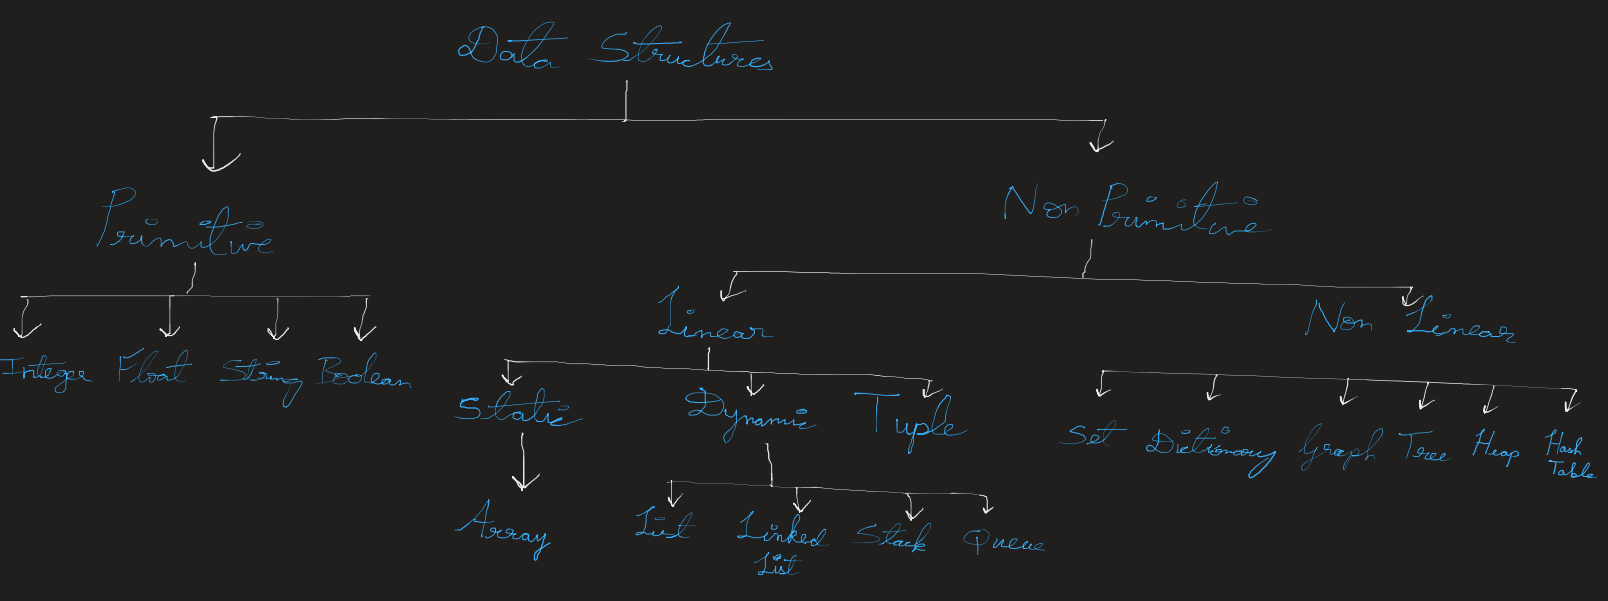 Data Structures
Primitive
Non Primitive
Linear
Non Linear
Integer Float String Boolean
Static Dynamic Tuple
Set Dictionary Graph Tree Heap Hash Table
Array
List Linked List Stack Queue